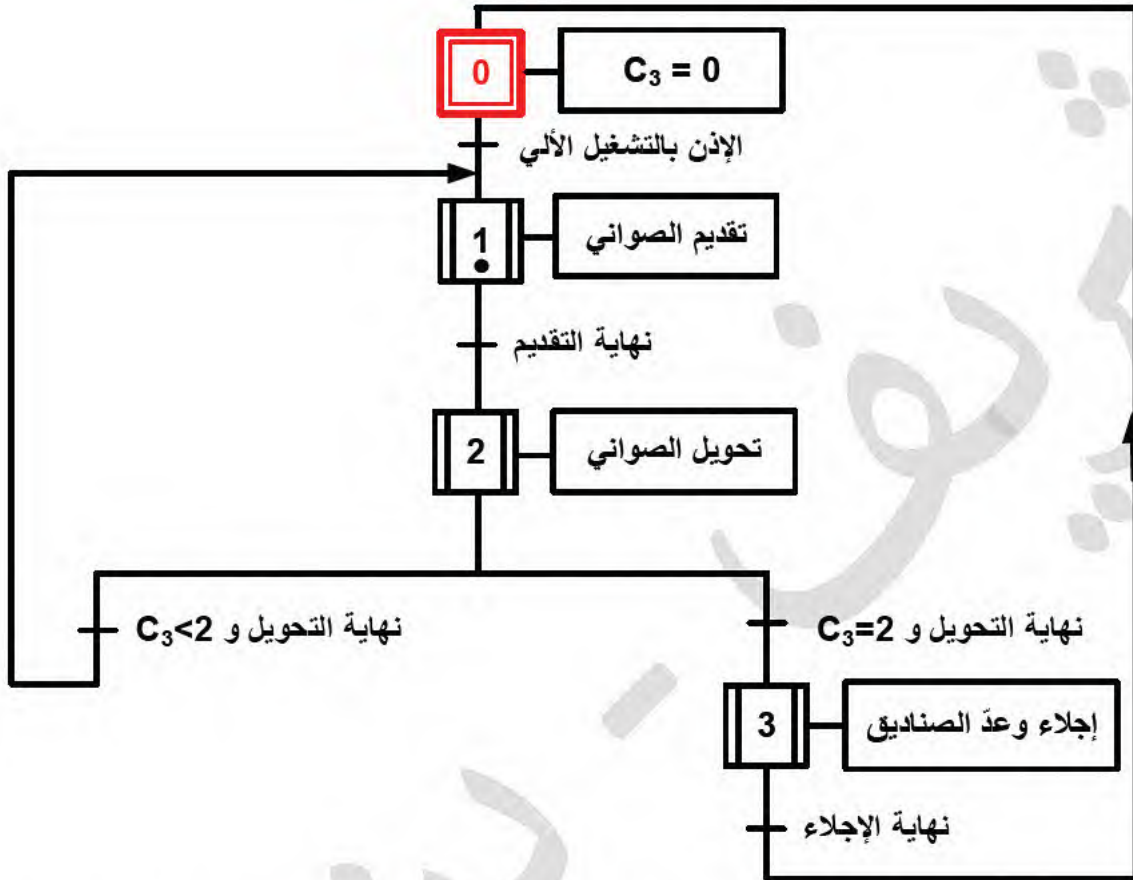 0
C₃ = 0
الإذن بالتشغيل الألي
1
تقديم الصواني
نهاية التقديم
2
تحويل الصواني
نهاية التحويل و C₃<2
نهاية التحويل و C₃=2
3
إجلاء وعدّ الصناديق
نهاية الإجلاء